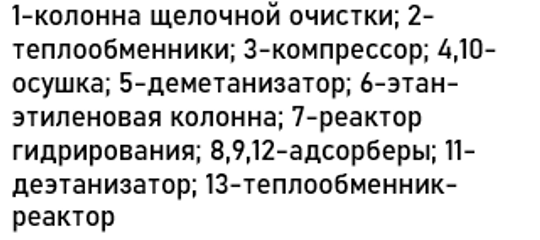 1-колонна щелочной очистки; 2-
теплообменники; 3-компрессор; 4,10-
осушка; 5-деметанизатор; 6-этан-
этиленовая колонна; 7-реактор
гидрирования; 8,9,12-адсорберы; 11-
деэтанизатор; 13-теплообменник-
реактор